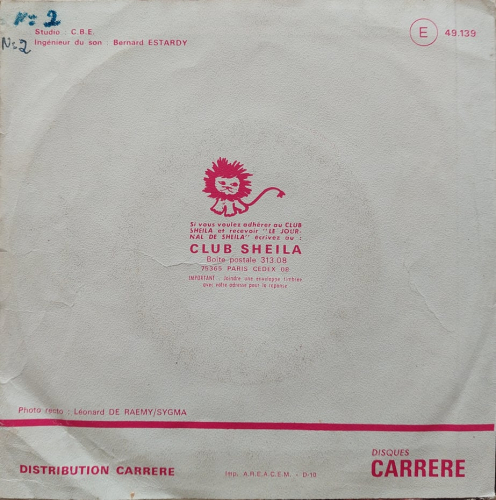 N= 2
Studio : C.B.E.
N=2
Ingénieur du son : Bernard ESTARDY
E 49.139
Si vous voulez adhérer au CLUB
SHEILA et recevoir "LE JOUR-
NAL DE SHEILA" écrivez au :
CLUB SHEILA
Boîte postale 313.08
75365 PARIS CEDEX 08
IMPORTANT : Joindre une enveloppe timbrée
avec votre adresse pour la réponse
Photo recto : Léonard DE RAEMY/SYGMA
DISTRIBUTION CARRERE
Imp. A.R.E.A.C.E.M. - D-10
DISQUES
CARRERE